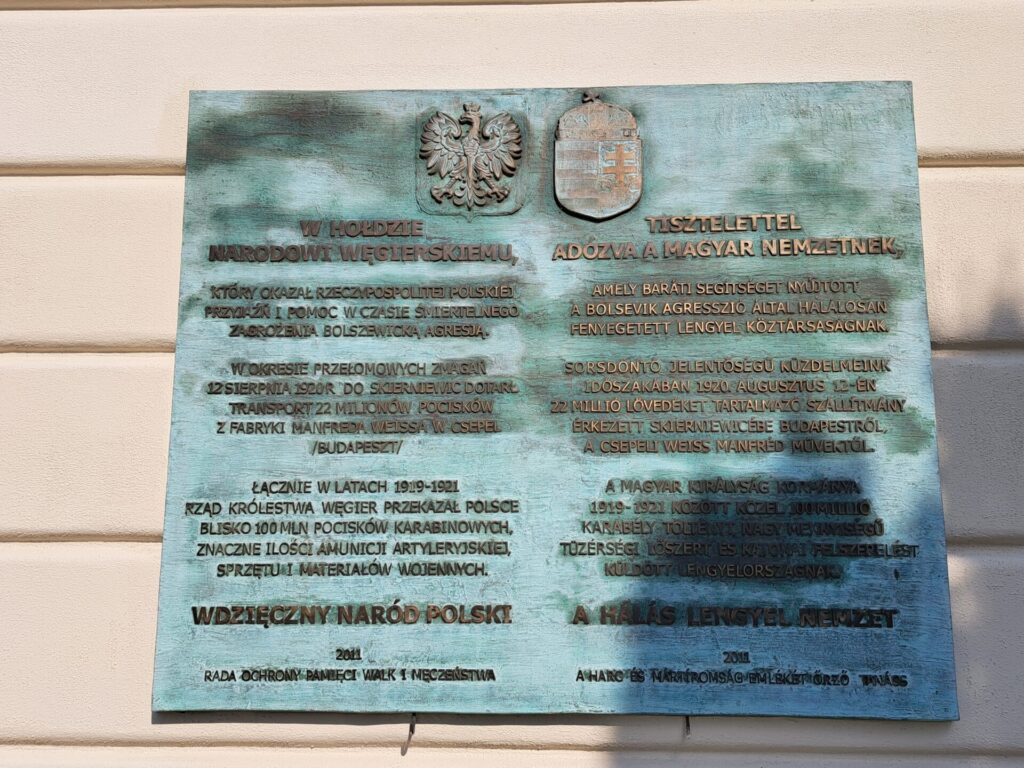 W HOŁDZIE
NARODOWI WĘGIERSKIEMU,
KTÓRY OKAZAŁ RZECZYPOSPOLITEJ POLSKIEJ
PRZYJAŹŃ I POMOC W CZASIE ŚMIERTELNEGO
ZAGROŻENIA BOLSZEWICKĄ AGRESJĄ.
W OKRESIE PRZEŁOMOWYCH ZMAGAŃ
12 SIERPNIA 1920 R DO SKIERNIEWIC DOTARŁ
TRANSPORT 22 MILIONÓW POCISKÓW
Z FABRYKI MANFREDA WEISSA W CSEPEL
/BUDAPESZT/
ŁĄCZNIE W LATACH 1919-1921
RZĄD KRÓLESTWA WĘGIER PRZEKAZAŁ POLSCE
BLISKO 100 MLN POCISKÓW KARABINOWYCH,
ZNACZNE ILOŚCI AMUNICJI ARTYLERYJSKIEJ,
SPRZĘTU I MATERIAŁÓW WOJENNYCH.
WDZIĘCZNY NARÓD POLSKI
2011
RADA OCHRONY PAMIĘCI WALK I MĘCZEŃSTWA
TISZTELETTEL
ADÓZVA A MAGYAR NEMZETNEK,
AMELY BARÁTI SEGÍTSÉGET NYÚJTOTT
A BOLSEVIK AGRESSZIÓ ÁLTAL HALÁLOSAN
FENYEGETETT LENGYEL KÖZTÁRSASÁGNAK.
SORSDÖNTŐ JELENTŐSÉGŰ KÜZDELMEINK
IDŐSZAKÁBAN 1920. AUGUSZTUS 12-ÉN
22 MILLIÓ LÖVEDÉKET TARTALMAZÓ SZÁLLÍTMÁNY
ÉRKEZETT SKIERNIEWICÉBE BUDAPESTRŐL,
A CSEPELI WEISS MANFRÉD MŰVEKTŐL.
A MAGYAR KIRÁLYSÁG KORMÁNYA
1919-1921 KÖZÖTT KÖZEL 100 MILLIÓ
KARABÉLY-TÖLTÉNYT, NAGY MENNYISÉGŰ
TÜZÉRSÉGI LŐSZERT ÉS KATONAI FELSZERELÉST
KÜLDÖTT LENGYELORSZÁGNAK.
A HÁLÁS LENGYEL NEMZET
2011
A HARC ÉS MÁRTÍROMSÁG EMLÉKÉT ŐRZŐ TANÁCS